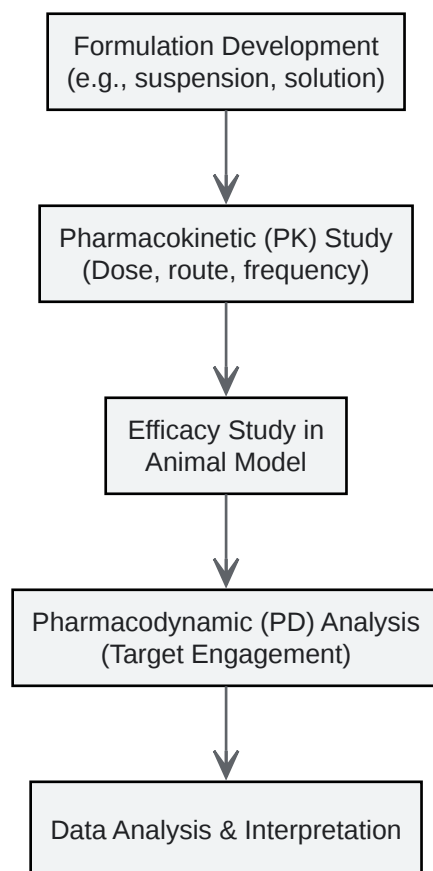 Formulation Development
(e.g., suspension, solution)
Pharmacokinetic (PK) Study
(Dose, route, frequency)
Efficacy Study in
Animal Model
Pharmacodynamic (PD) Analysis
(Target Engagement)
Data Analysis & Interpretation